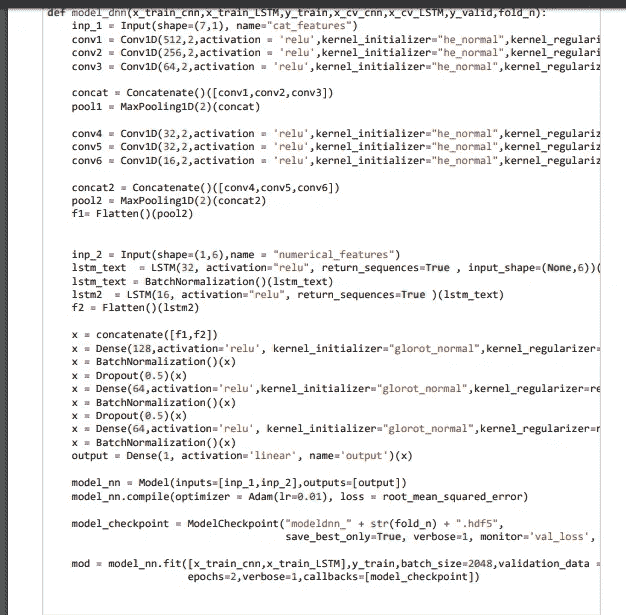 def model_dnn(x_train_cnn,x_train_LSTM,y_train,x_cv_cnn,x_cv_LSTM,y_valid,fold_n):
inp_1 = Input(shape=(7,1), name="cat_features")
conv1 = Conv1D(512,2,activation = 'relu',kernel_initializer="he_normal",kernel_regulari
conv2 = Conv1D(256,2,activation = 'relu',kernel_initializer="he_normal",kernel_regulari
conv3 = Conv1D(64,2,activation = 'relu',kernel_initializer="he_normal",kernel_regulariz
concat = Concatenate()([conv1,conv2,conv3])
pool1 = MaxPooling1D(2)(concat)
conv4 = Conv1D(32,2,activation = 'relu',kernel_initializer="he_normal",kernel_regulariz
conv5 = Conv1D(32,2,activation = 'relu',kernel_initializer="he_normal",kernel_regulariz
conv6 = Conv1D(16,2,activation = 'relu',kernel_initializer="he_normal",kernel_regulariz
concat2 = Concatenate()([conv4,conv5,conv6])
pool2 = MaxPooling1D(2)(concat2)
f1= Flatten()(pool2)
inp_2 = Input(shape=(1,6),name = "numerical_features")
lstm_text  = LSTM(32, activation="relu", return_sequences=True , input_shape=(None,6))(
lstm_text = BatchNormalization()(lstm_text)
lstm2  = LSTM(16, activation="relu", return_sequences=True )(lstm_text)
f2 = Flatten()(lstm2)
x = concatenate([f1,f2])
x = Dense(128,activation='relu', kernel_initializer="glorot_normal",kernel_regularizer=
x = BatchNormalization()(x)
x = Dropout(0.5)(x)
x = Dense(64,activation='relu',kernel_initializer="glorot_normal",kernel_regularizer=re
x = BatchNormalization()(x)
x = Dropout(0.5)(x)
x = Dense(64,activation='relu', kernel_initializer="glorot_normal",kernel_regularizer=r
x = BatchNormalization()(x)
output = Dense(1, activation='linear', name='output')(x)
model_nn = Model(inputs=[inp_1,inp_2],outputs=[output])
model_nn.compile(optimizer = Adam(lr=0.01), loss = root_mean_squared_error)
model_checkpoint = ModelCheckpoint("modeldnn_" + str(fold_n) + ".hdf5",
save_best_only=True, verbose=1, monitor='val_loss',
mod = model_nn.fit([x_train_cnn,x_train_LSTM],y_train,batch_size=2048,validation_data =
epochs=2,verbose=1,callbacks=[model_checkpoint])